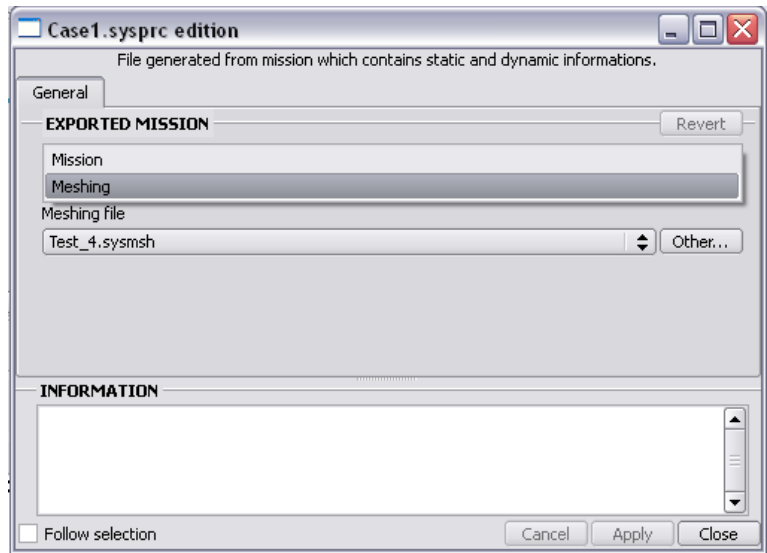 Case1.sysprc edition
File generated from mission which contains static and dynamic informations.
General
EXPORTED MISSION
Revert
Mission
Meshing
Meshing file
Test_4.sysmsh
Other...
INFORMATION
Follow selection
Cancel
Apply
Close